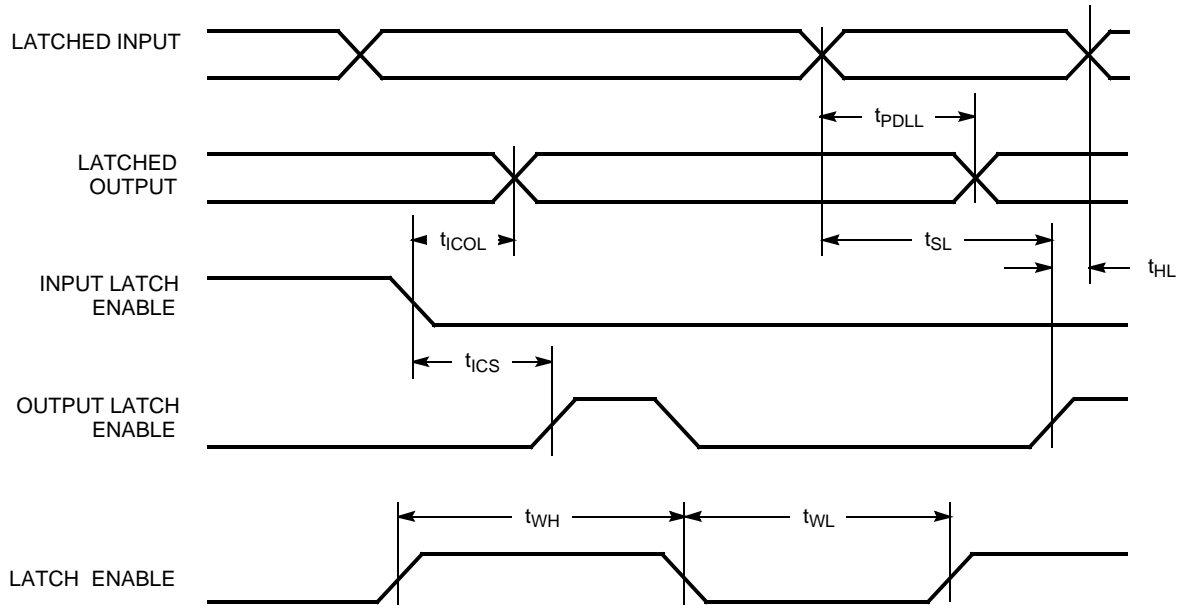 LATCHED INPUT
tPDLL
LATCHED
OUTPUT
tICOL
tSL
tHL
INPUT LATCH
ENABLE
tICS
OUTPUT LATCH
ENABLE
tWH
tWL
LATCH ENABLE